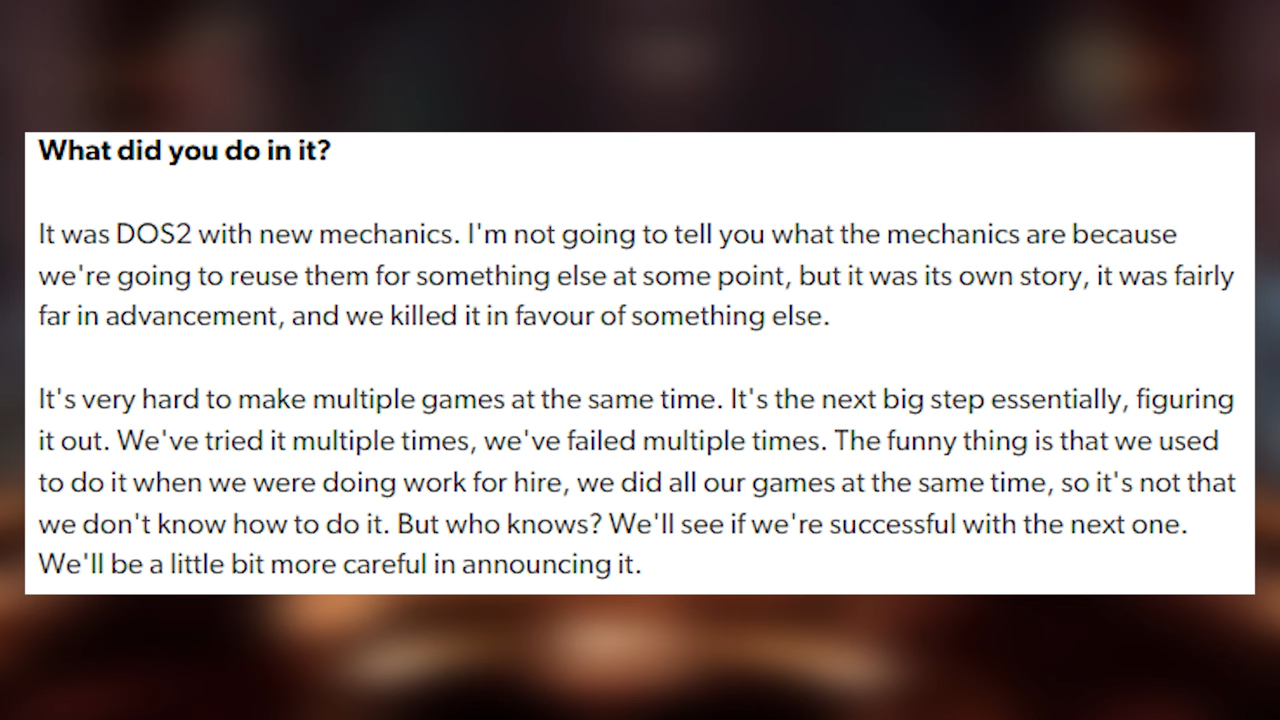 What did you do in it?
It was DOS2 with new mechanics. I'm not going to tell you what the mechanics are because
we're going to reuse them for something else at some point, but it was its own story, it was fairly
far in advancement, and we killed it in favour of something else.
It's very hard to make multiple games at the same time. It's the next big step essentially, figuring
it out. We've tried it multiple times, we've failed multiple times. The funny thing is that we used
to do it when we were doing work for hire, we did all our games at the same time, so it's not that
we don't know how to do it. But who knows? We'll see if we're successful with the next one.
We'll be a little bit more careful in announcing it.